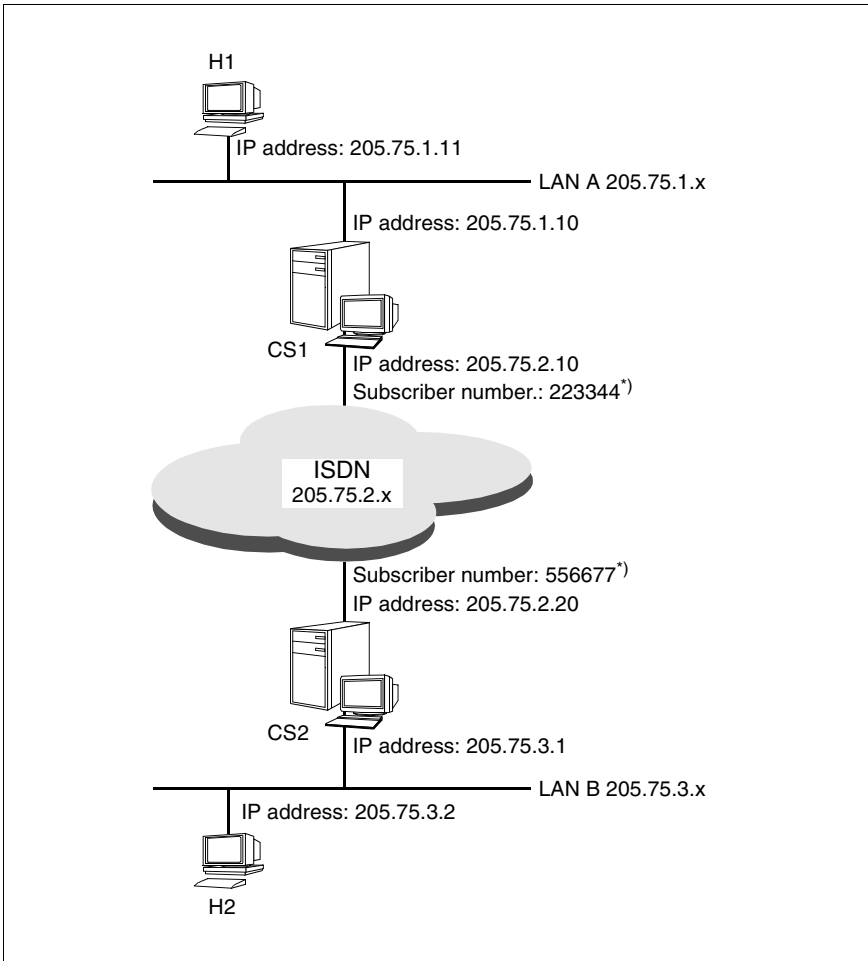 H1
IP address: 205.75.1.11
LAN A 205.75.1.x
IP address: 205.75.1.10
CS1
IP address: 205.75.2.10
Subscriber number.: 223344*)
ISDN
205.75.2.x
Subscriber number: 556677*)
IP address: 205.75.2.20
CS2
IP address: 205.75.3.1
LAN B 205.75.3.x
IP address: 205.75.3.2
H2